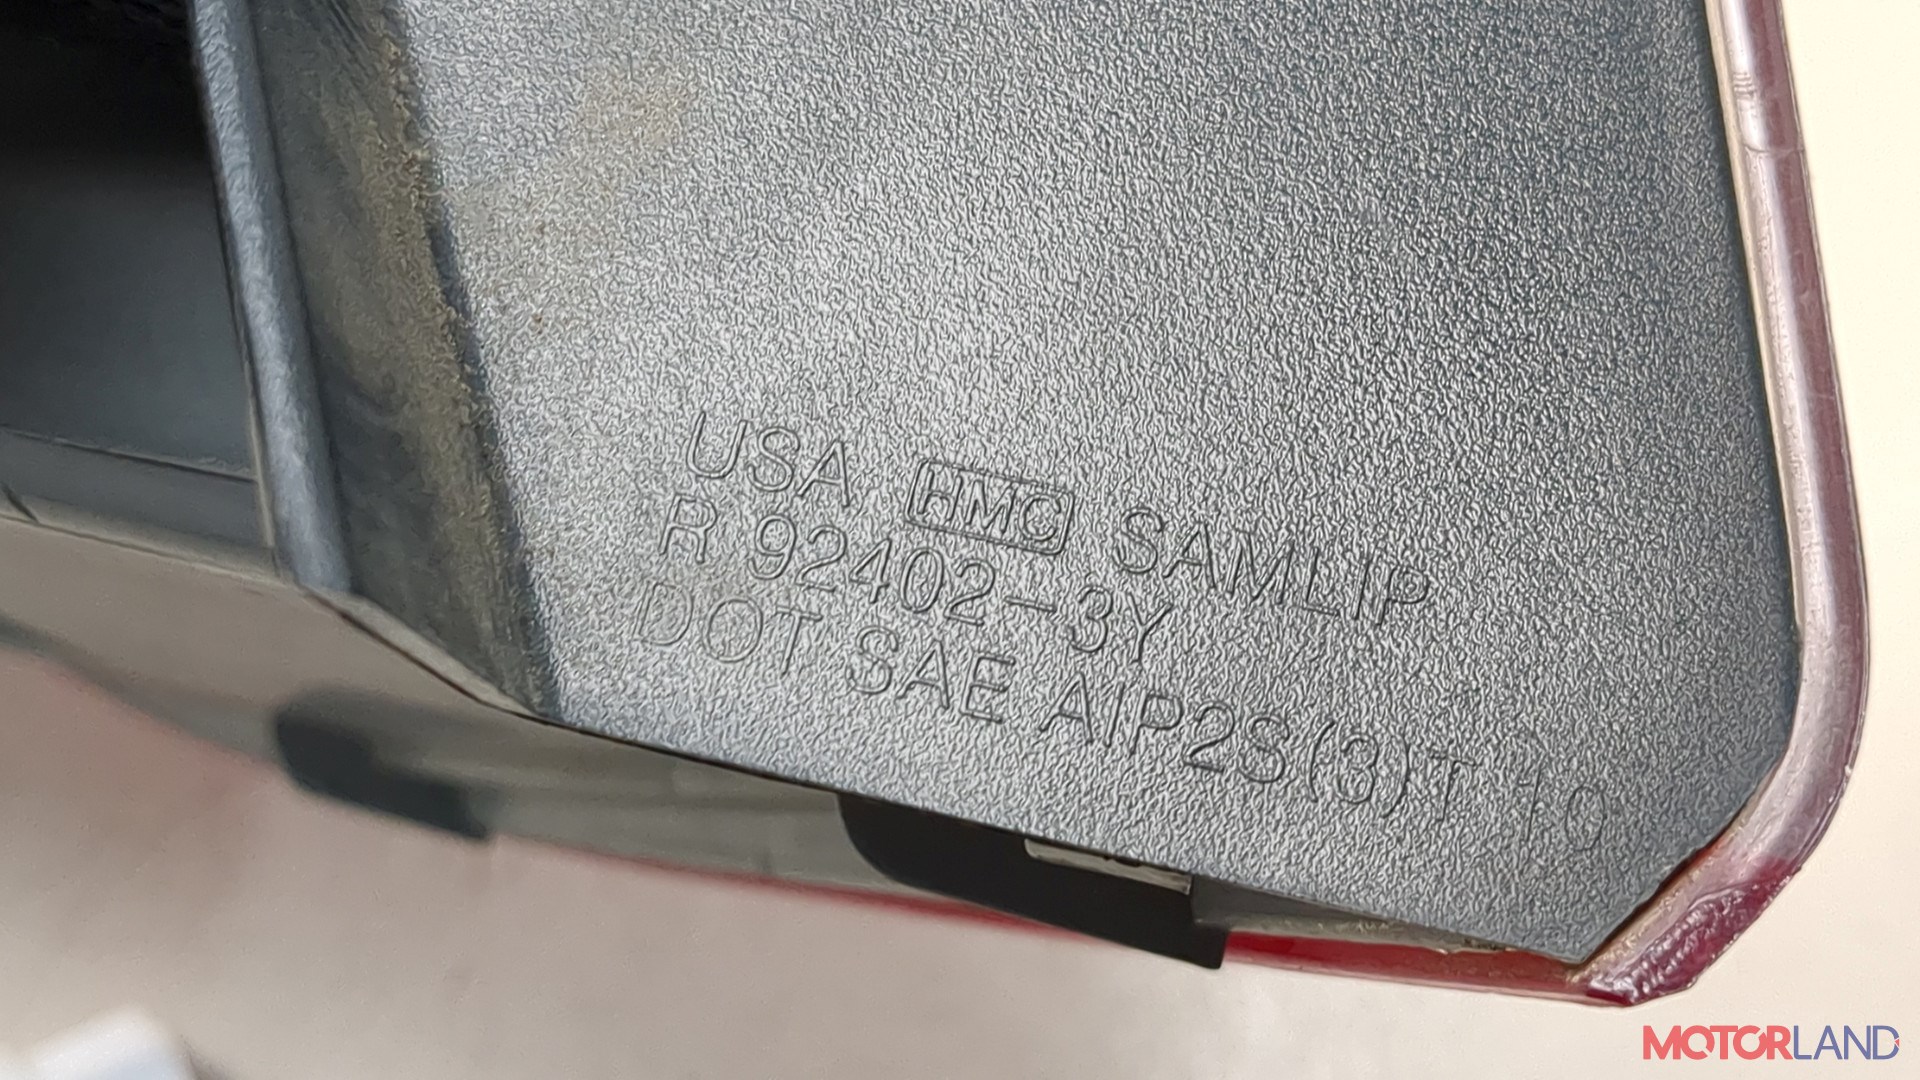 USA HMC SAMLIP
R 92402-3Y
DOT SAE AIP2S(3)T 10
MOTORLAND